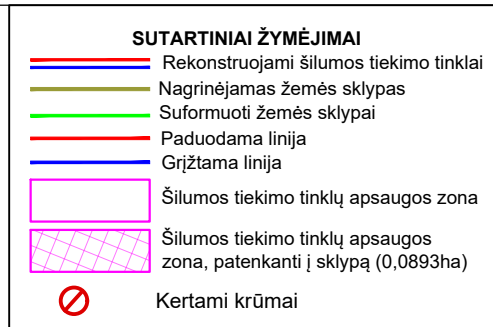 SUTARTINIAI ŽYMĖJIMAI
Rekonstruojami šilumos tiekimo tinklai
Nagrinėjamas žemės sklypas
Suformuoti žemės sklypai
Paduodama linija
Grįžtama linija
Šilumos tiekimo tinklų apsaugos zona
Šilumos tiekimo tinklų apsaugos
zona, patenkanti į sklypą (0,0893ha)
Kertami krūmai